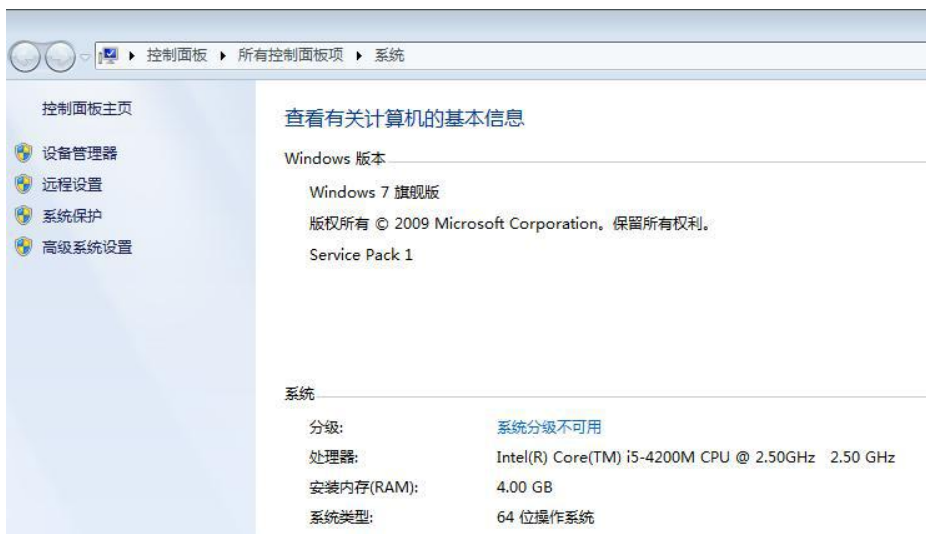 控制面板 ▸ 所有控制面板项 ▸ 系统
控制面板主页
设备管理器
远程设置
系统保护
高级系统设置
查看有关计算机的基本信息
Windows 版本
Windows 7 旗舰版
版权所有 © 2009 Microsoft Corporation。保留所有权利。
Service Pack 1
系统
分级: 系统分级不可用
处理器: Intel(R) Core(TM) i5-4200M CPU @ 2.50GHz 2.50 GHz
安装内存(RAM): 4.00 GB
系统类型: 64 位操作系统